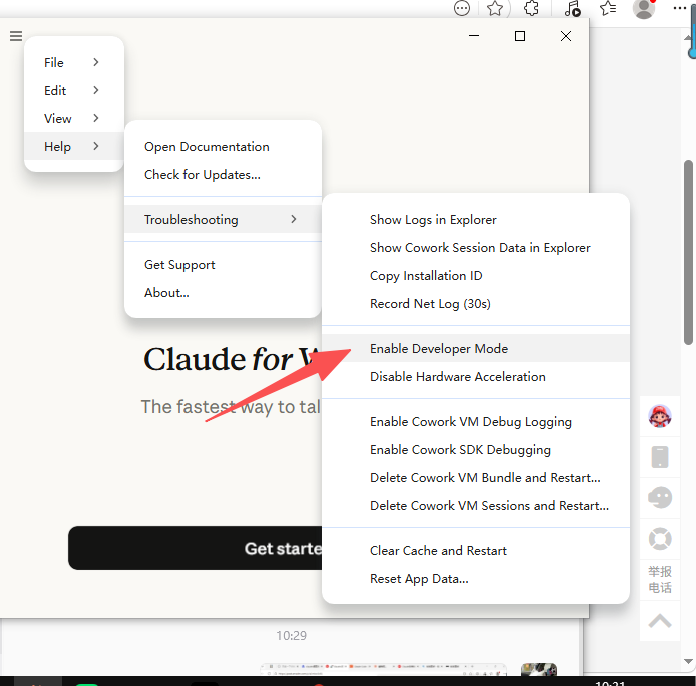 File
Edit
View
Help
Open Documentation
Check for Updates...
Troubleshooting
Get Support
About...
Show Logs in Explorer
Show Cowork Session Data in Explorer
Copy Installation ID
Record Net Log (30s)
Enable Developer Mode
Disable Hardware Acceleration
Enable Cowork VM Debug Logging
Enable Cowork SDK Debugging
Delete Cowork VM Bundle and Restart...
Delete Cowork VM Sessions and Restart...
Clear Cache and Restart
Reset App Data...
Claude for
The fastest way to tal
Get starte
举报
电话
10:29